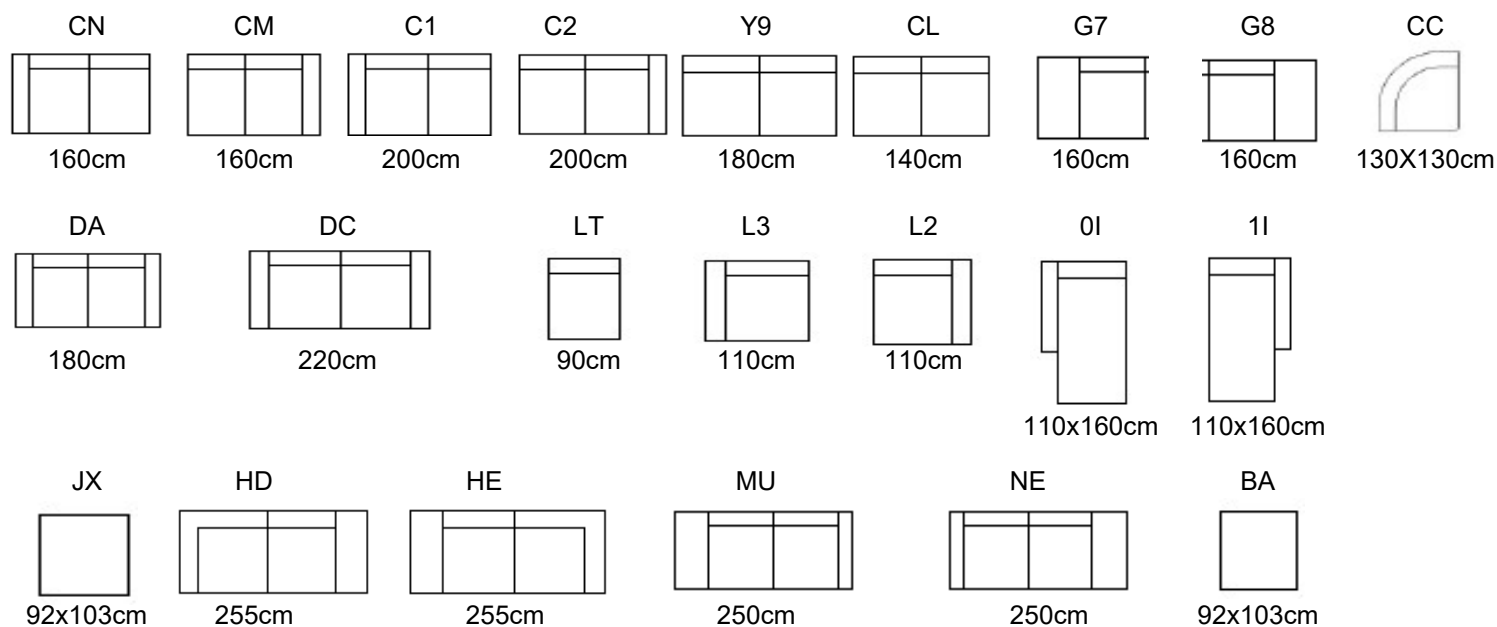 CN CM C1 C2 Y9 CL G7 G8 CC
160cm 160cm 200cm 200cm 180cm 140cm 160cm 160cm 130X130cm
DA DC LT L3 L2 0I 1I
180cm 220cm 90cm 110cm 110cm
110x160cm 110x160cm
JX HD HE MU NE BA
92x103cm 255cm 255cm 250cm 250cm 92x103cm